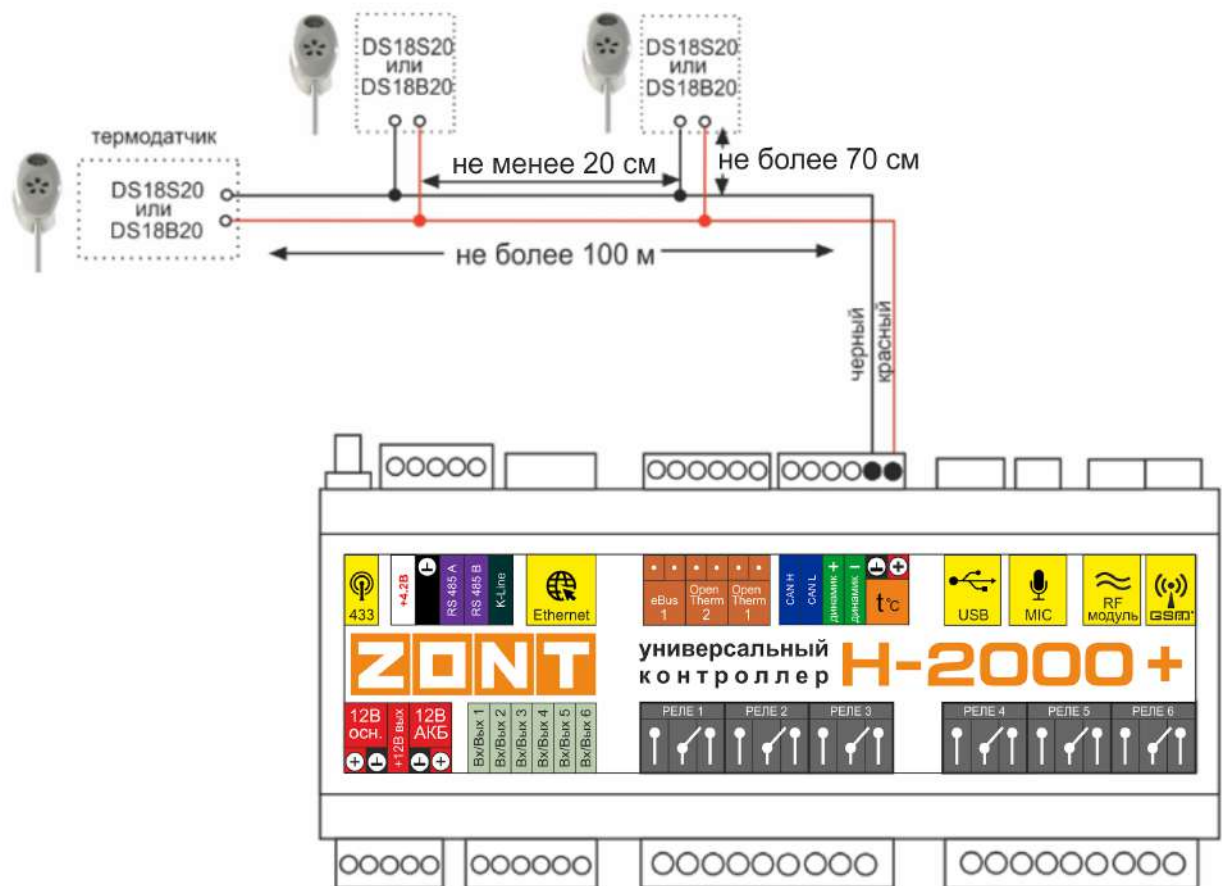 DS18S20
или
DS18B20
DS18S20
или
DS18B20
термодатчик
не менее 20 см
не более 70 см
DS18S20
или
DS18B20
не более 100 м
черный
красный
433
+4.2В
RS 485 A
RS 485 B
K-Line
Ethernet
eBus
1
Open
Therm
2
Open
Therm
1
CAN H
CAN L
динамик +
динамик –
t°C
USB
MIC
RF
модуль
GSM
ZONT
универсальный
контроллер
H-2000+
12В
осн.
+12В вых
12В
АКБ
Вх/Вых 1
Вх/Вых 2
Вх/Вых 3
Вх/Вых 4
Вх/Вых 5
Вх/Вых 6
РЕЛЕ 1
РЕЛЕ 2
РЕЛЕ 3
РЕЛЕ 4
РЕЛЕ 5
РЕЛЕ 6